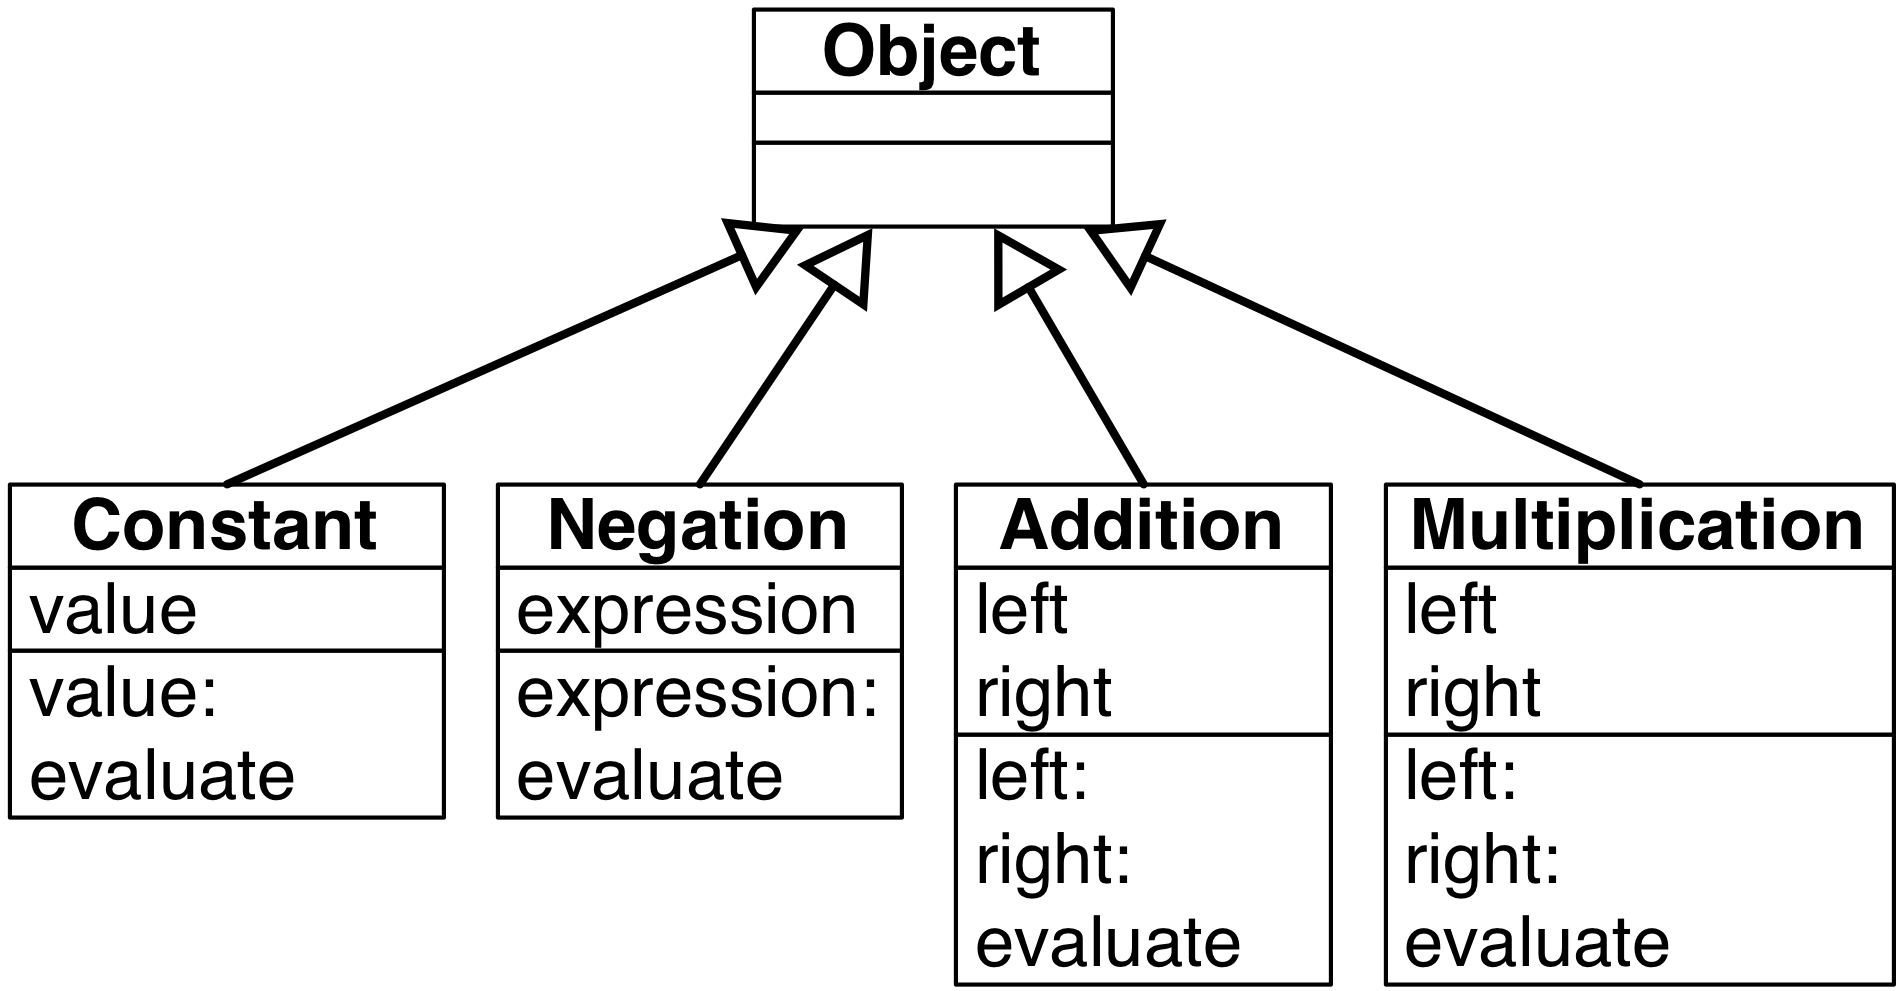 Object
Constant
value
value:
evaluate
Negation
expression
expression:
evaluate
Addition
left
right
left:
right:
evaluate
Multiplication
left
right
left:
right:
evaluate